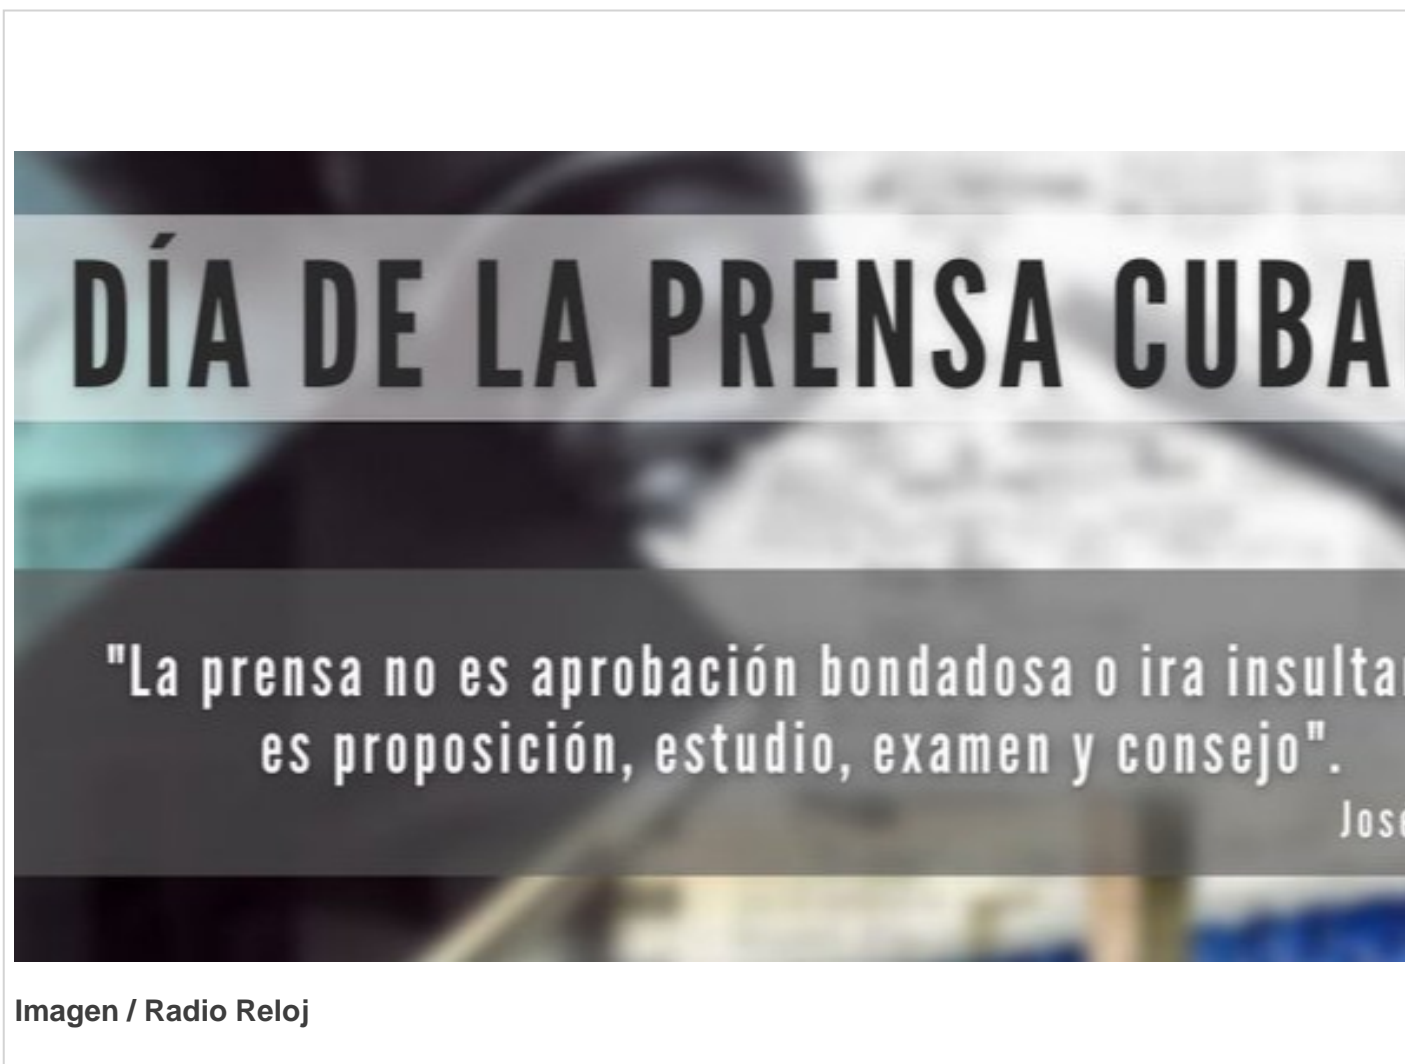 DÍA DE LA PRENSA CUBA
"La prensa no es aprobación bondadosa o ira insulta
es proposición, estudio, examen y consejo".
José
Imagen / Radio Reloj